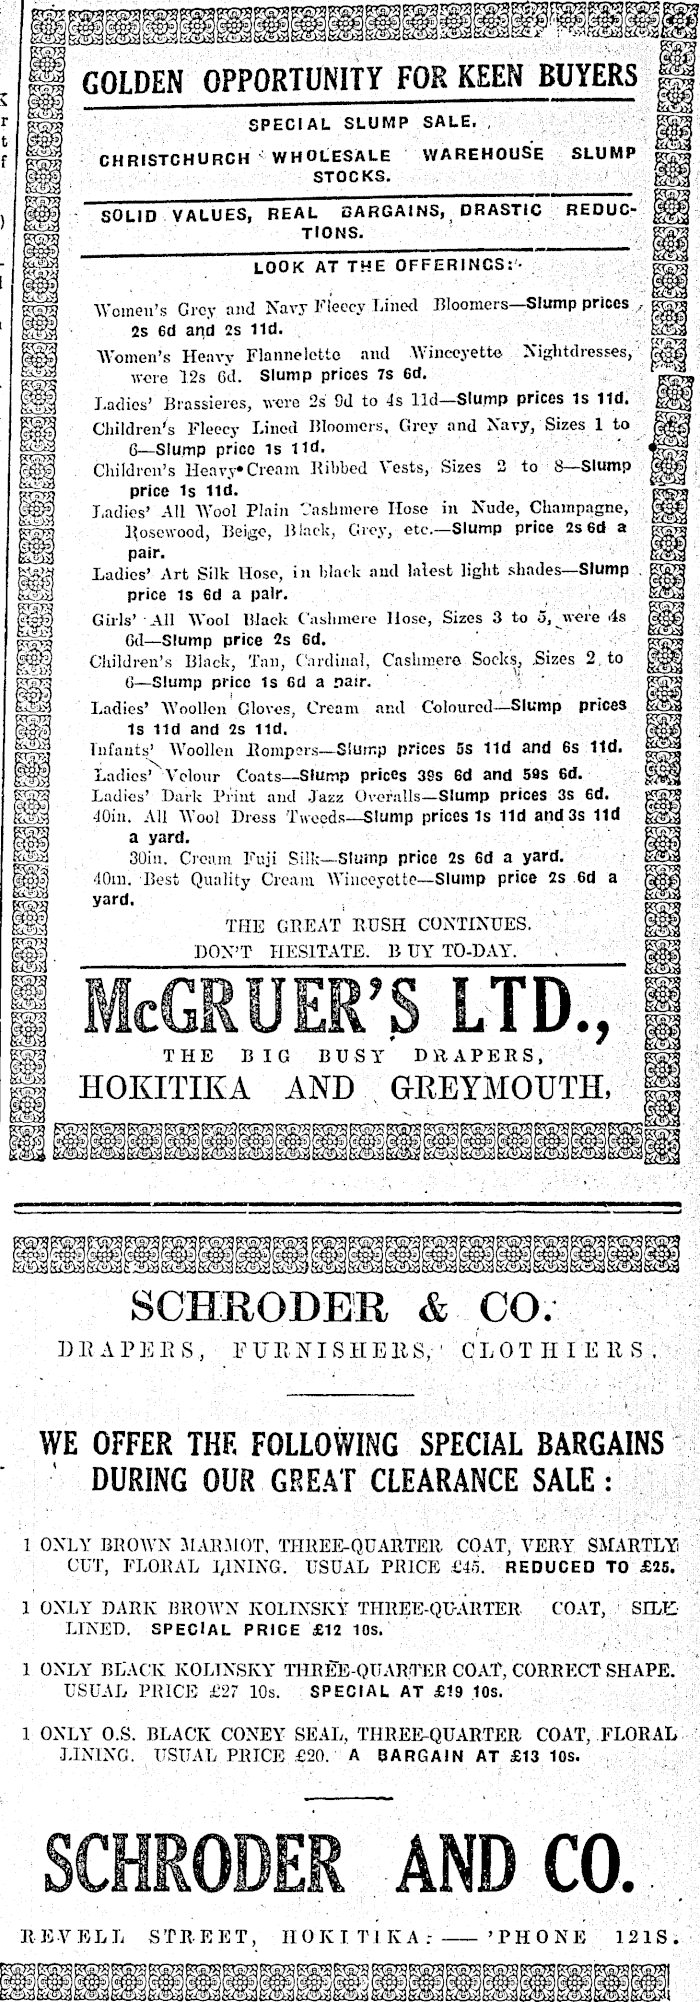 GOLDEN OPPORTUNITY FOR KEEN BUYERS
SPECIAL SLUMP SALE.
CHRISTCHURCH WHOLESALE WAREHOUSE SLUMP
STOCKS.
SOLID VALUES, REAL BARGAINS, DRASTIC REDUC-
TIONS.
LOOK AT THE OFFERINGS:-
Women's Grey and Navy Fleecy Lined Bloomers—Slump prices
2s 6d and 2s 11d.
Women's Heavy Flannelette and Winceyette Nightdresses,
were 12s 6d. Slump prices 7s 6d.
Ladies' Brassieres, were 2s 9d to 4s 11d—Slump prices 1s 11d.
Children's Fleecy Lined Bloomers, Grey and Navy, Sizes 1 to
6—Slump price 1s 11d.
Children's Heavy Cream Ribbed Vests, Sizes 2 to 8—Slump
price 1s 11d.
Ladies' All Wool Plain Cashmere Hose in Nude, Champagne,
Rosewood, Beige, Black, Grey, etc.—Slump price 2s 6d a
pair.
Ladies' Art Silk Hose, in black and latest light shades—Slump
price 1s 6d a pair.
Girls' All Wool Black Cashmere Hose, Sizes 3 to 5, were 4s
6d—Slump price 2s 6d.
Children's Black, Tan, Cardinal, Cashmere Socks, Sizes 2 to
6—Slump price 1s 6d a pair.
Ladies' Woollen Gloves, Cream and Coloured—Slump prices
1s 11d and 2s 11d.
Infants' Woollen Rompers—Slump prices 5s 11d and 6s 11d.
Ladies' Velour Coats—Slump prices 39s 6d and 59s 6d.
Ladies' Dark Print and Jazz Overalls—Slump prices 3s 6d.
40in. All Wool Dress Tweeds—Slump prices 1s 11d and 3s 11d
a yard.
30in. Cream Fuji Silk—Slump price 2s 6d a yard.
40in. Best Quality Cream Winceyette—Slump price 2s 6d a
yard.
THE GREAT RUSH CONTINUES.
DON'T HESITATE. BUY TO-DAY.
McGRUER'S LTD.,
THE BIG BUSY DRAPERS,
HOKITIKA AND GREYMOUTH,
SCHRODER & CO.
DRAPERS, FURNISHERS, CLOTHIERS.
WE OFFER THE FOLLOWING SPECIAL BARGAINS
DURING OUR GREAT CLEARANCE SALE:
1 ONLY BROWN MARMOT, THREE-QUARTER COAT, VERY SMARTLY
CUT, FLORAL LINING. USUAL PRICE £45. REDUCED TO £25.
1 ONLY DARK BROWN KOLINSKY THREE-QUARTER COAT, SILK
LINED. SPECIAL PRICE £12 10s.
1 ONLY BLACK KOLINSKY THREE-QUARTER COAT, CORRECT SHAPE.
USUAL PRICE £27 10s. SPECIAL AT £19 10s.
1 ONLY O.S. BLACK CONEY SEAL, THREE-QUARTER COAT, FLORAL
LINING. USUAL PRICE £20. A BARGAIN AT £13 10s.
SCHRODER AND CO.
REVELL STREET, HOKITIKA.—— 'PHONE 121S.